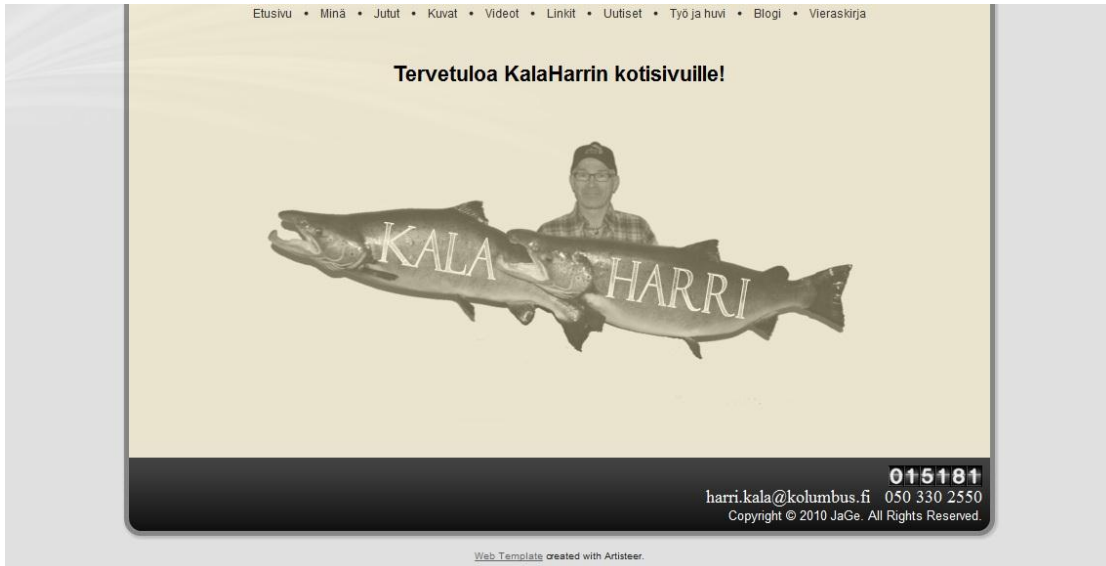 Etusivu • Minä • Jutut • Kuvat • Videot • Linkit • Uutiset • Työ ja huvi • Blogi • Vieraskirja
Tervetuloa KalaHarrin kotisivuille!
KALA HARRI
015181
harri.kala@kolumbus.fi 050 330 2550
Copyright © 2010 JaGe. All Rights Reserved.
Web Template created with Artisteer.